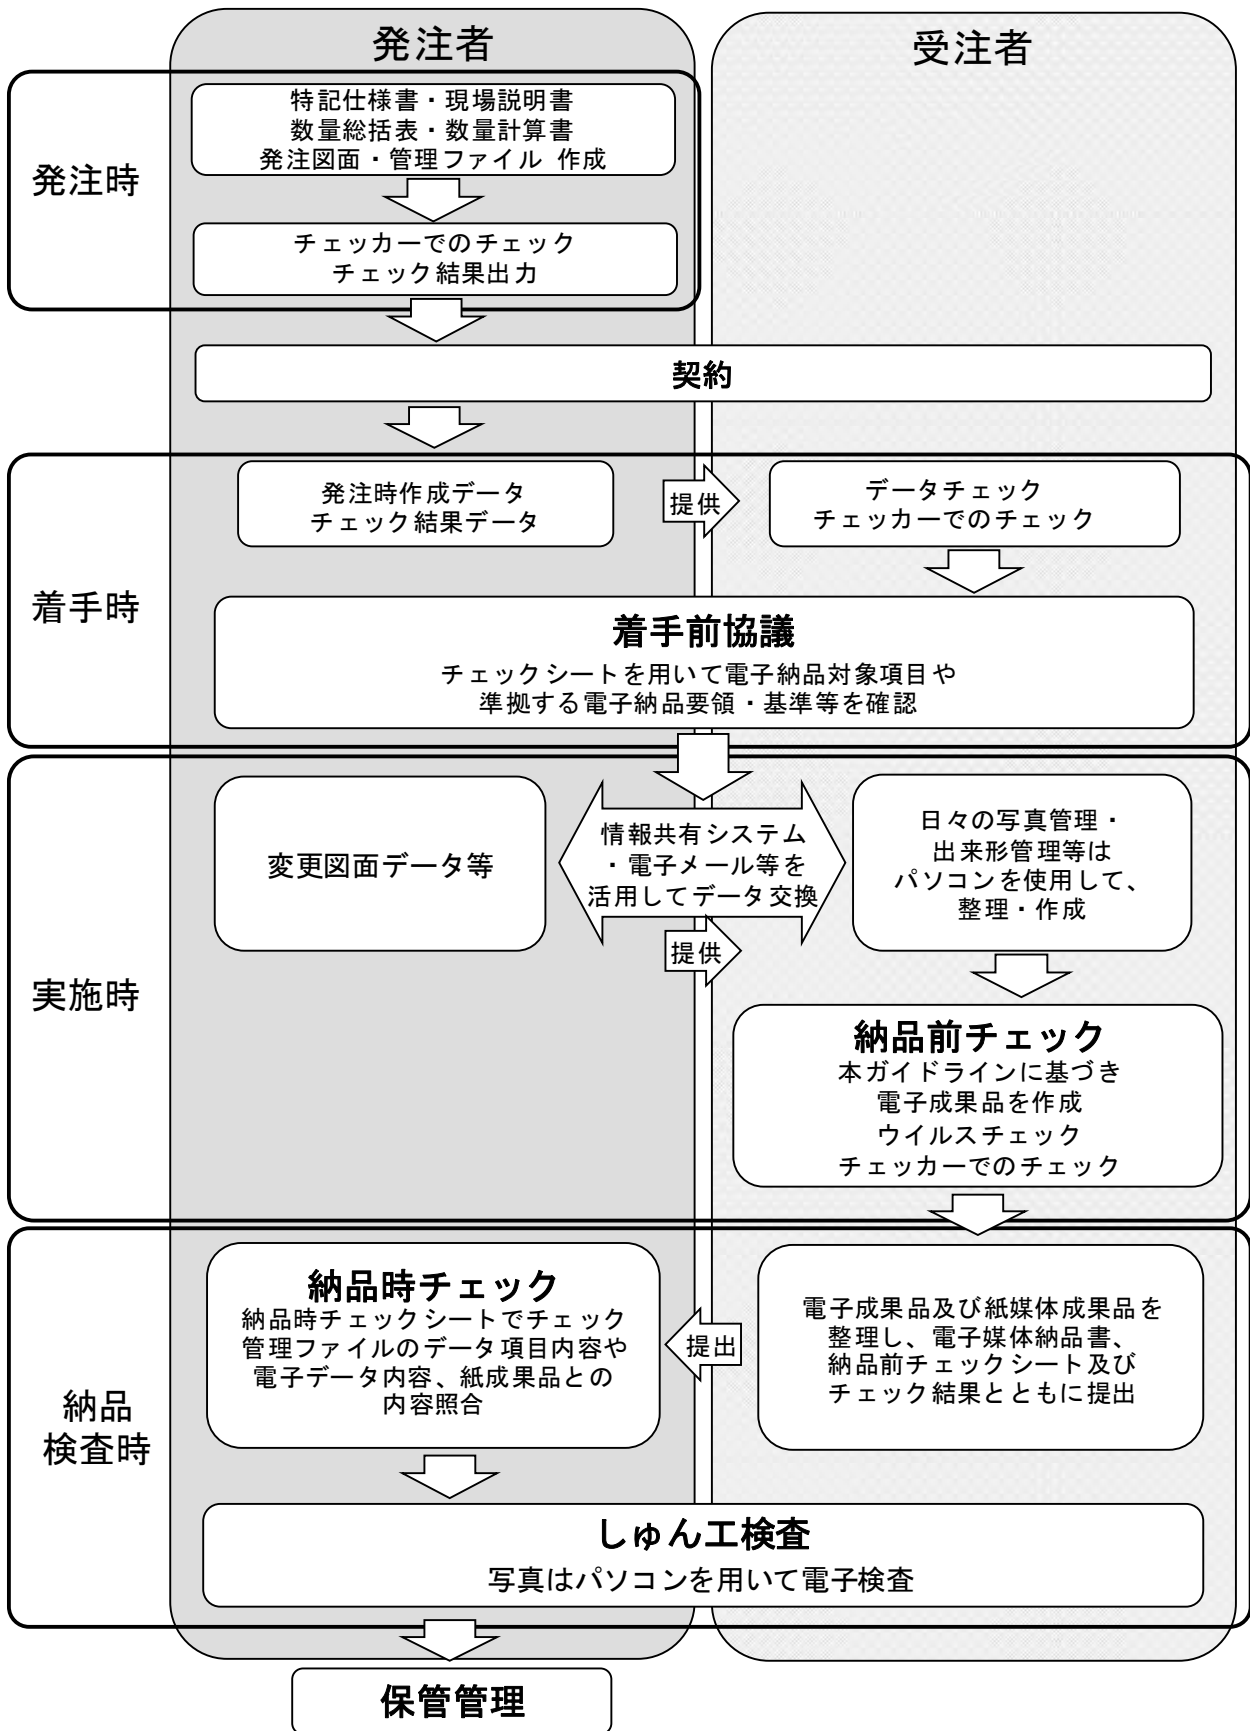 発注者
受注者
発注時
特記仕様書・現場説明書
数量総括表・数量計算書
発注図面・管理ファイル 作成
チェッカーでのチェック
チェック結果出力
契約
着手時
発注時作成データ
チェック結果データ
提供
データチェック
チェッカーでのチェック
着手前協議
チェックシートを用いて電子納品対象項目や
準拠する電子納品要領・基準等を確認
実施時
変更図面データ等
情報共有システム
・電子メール等を
活用してデータ交換
提供
日々の写真管理・
出来形管理等は
パソコンを使用して、
整理・作成
納品前チェック
本ガイドラインに基づき
電子成果品を作成
ウイルスチェック
チェッカーでのチェック
納品
検査時
納品時チェック
納品時チェックシートでチェック
管理ファイルのデータ項目内容や
電子データ内容、紙成果品との
内容照合
提出
電子成果品及び紙媒体成果品を
整理し、電子媒体納品書、
納品前チェックシート及び
チェック結果とともに提出
しゅん工検査
写真はパソコンを用いて電子検査
保管管理